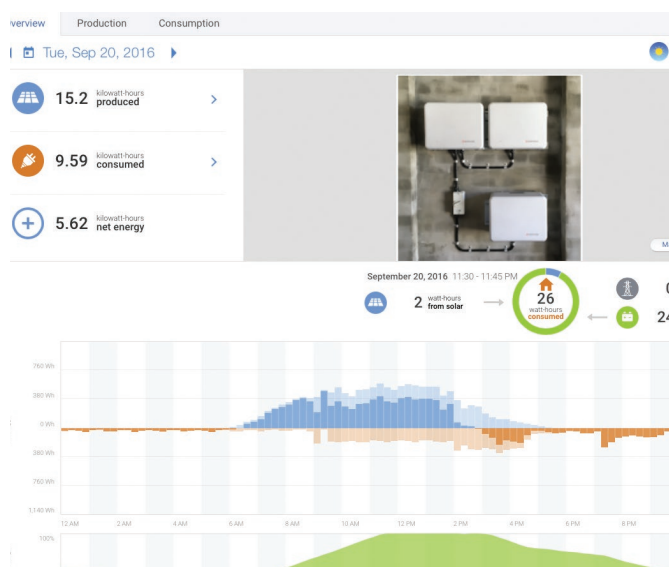 Overview Production Consumption
Tue, Sep 20, 2016
15.2 kilowatt-hours
produced
9.59 kilowatt-hours
consumed
5.62 kilowatt-hours
net energy
September 20, 2016 11:30 - 11:45 PM
2 watt-hours
from solar
26
watt-hours
consumed
24
760 Wh
380 Wh
0 Wh
380 Wh
760 Wh
1,140 Wh
12 AM 2 AM 4 AM 6 AM 8 AM 10 AM 12 PM 2 PM 4 PM 6 PM 8 PM
100%